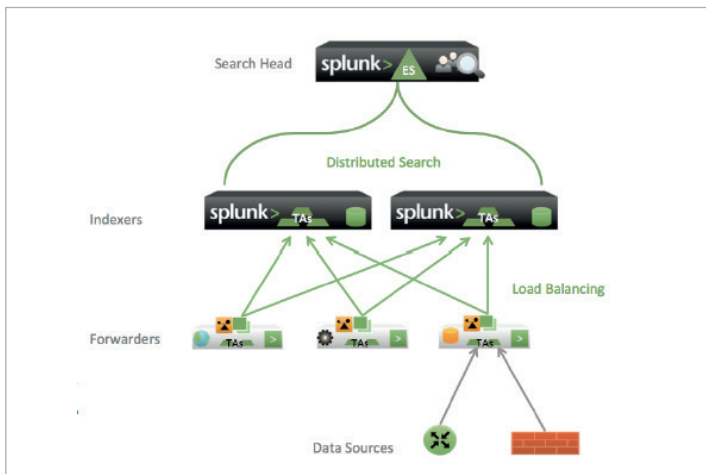 Search Head
splunk>
ES
Distributed Search
Indexers
splunk>
TAs
splunk>
TAs
Load Balancing
Forwarders
TAs
>
TAs
>
TAs
>
Data Sources